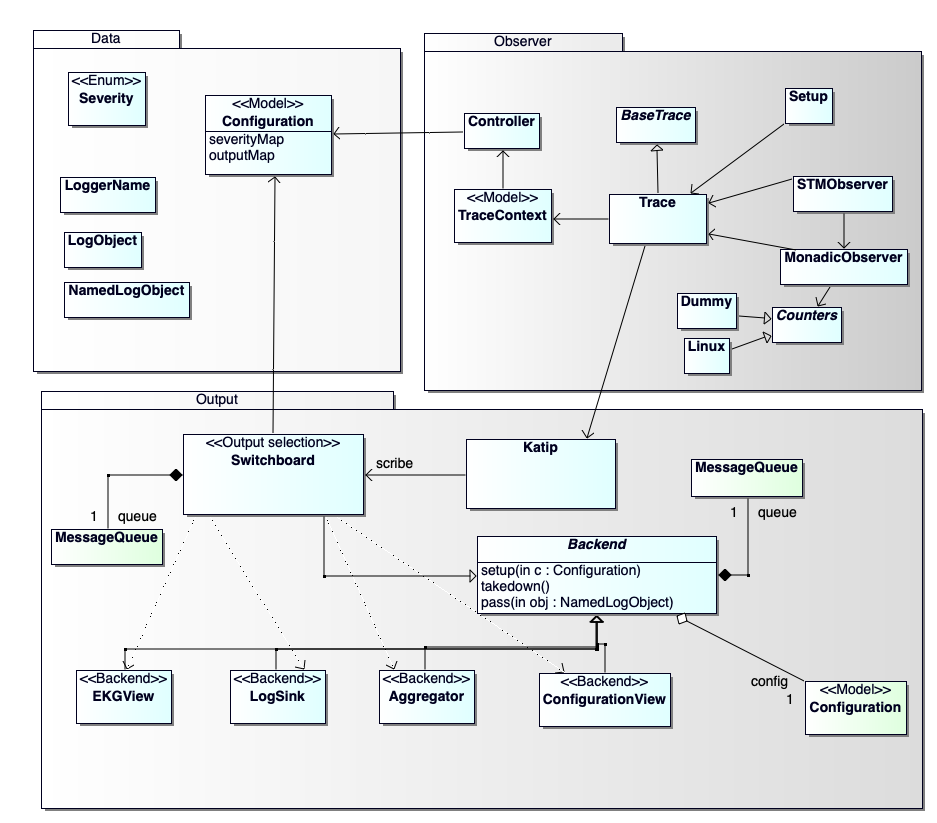 Data
<<Enum>>
Severity
<<Model>>
Configuration
severityMap
outputMap
LoggerName
LogObject
NamedLogObject
Observer
Controller
BaseTrace
Setup
<<Model>>
TraceContext
Trace
STMObserver
MonadicObserver
Dummy
Counters
Linux
Output
<<Output selection>>
Switchboard
scribe
Katip
MessageQueue
1 queue
MessageQueue
1 queue
Backend
setup(in c : Configuration)
takedown()
pass(in obj : NamedLogObject)
<<Backend>>
EKGView
<<Backend>>
LogSink
<<Backend>>
Aggregator
<<Backend>>
ConfigurationView
config
1
<<Model>>
Configuration